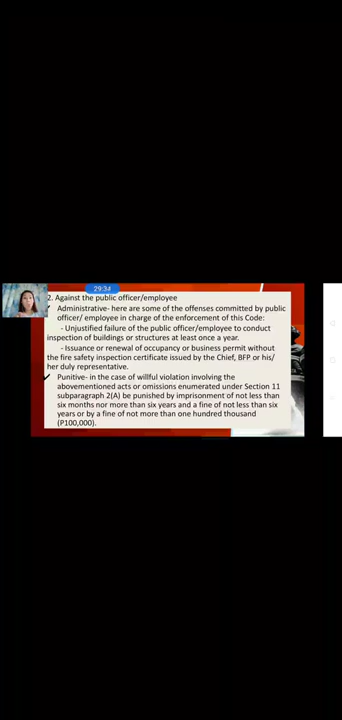 29:34
2. Against the public officer/employee
✓ Administrative- here are some of the offenses committed by public
officer/ employee in charge of the enforcement of this Code:
- Unjustified failure of the public officer/employee to conduct
inspection of buildings or structures at least once a year.
- Issuance or renewal of occupancy or business permit without
the fire safety inspection certificate issued by the Chief, BFP or his/
her duly representative.
✓ Punitive- in the case of willful violation involving the
abovementioned acts or omissions enumerated under Section 11
subparagraph 2(A) be punished by imprisonment of not less than
six months nor more than six years and a fine of not less than six
years or by a fine of not more than one hundred thousand
(P100,000).